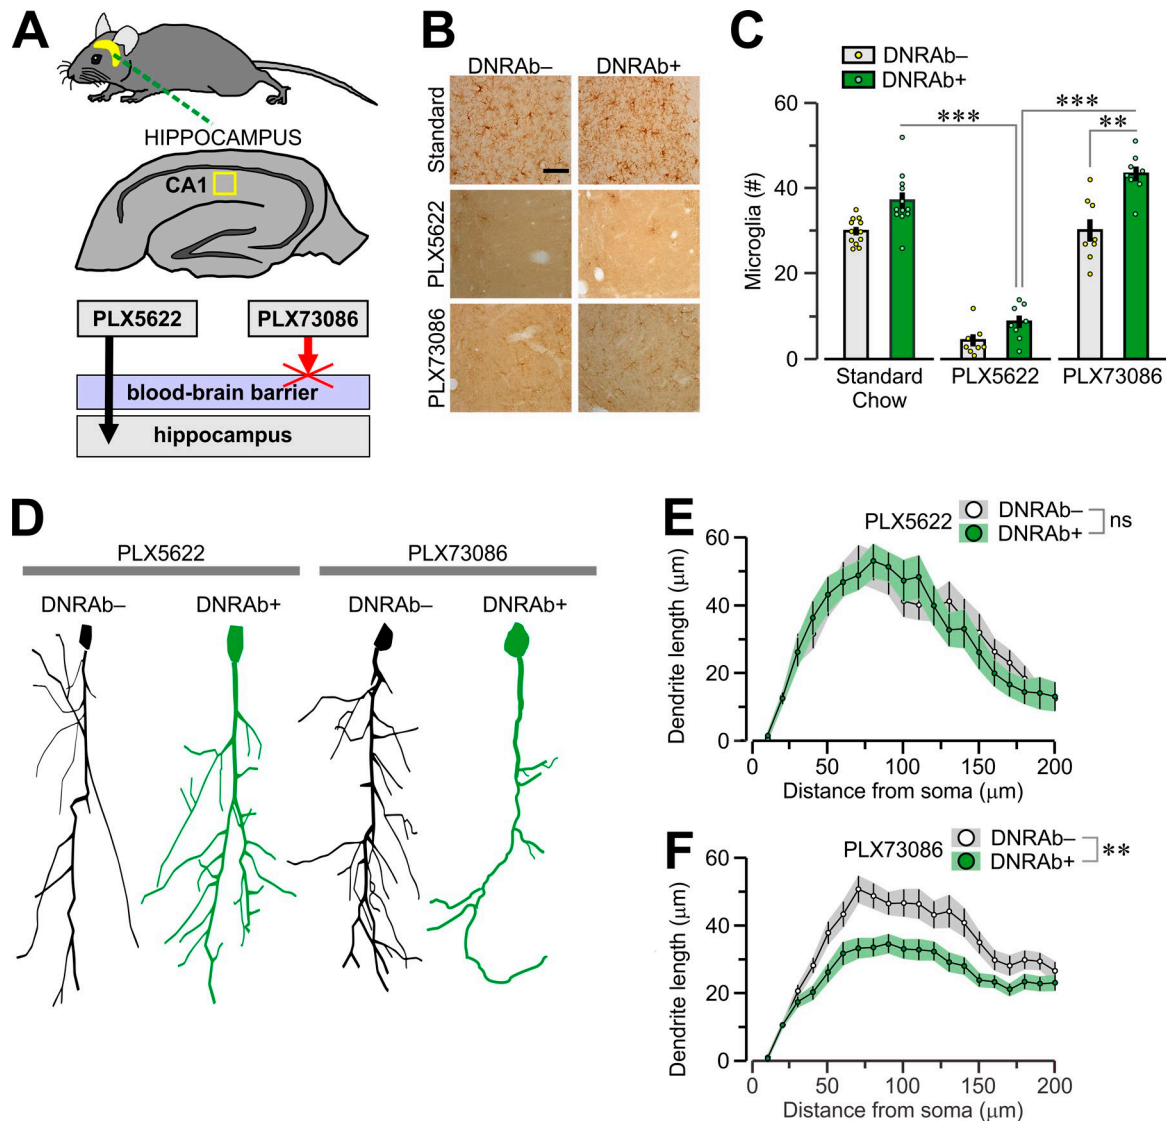 A
HIPPOCAMPUS
CA1
PLX5622
PLX73086
blood-brain barrier
hippocampus
B
DNRAb–
DNRAb+
Standard
PLX5622
PLX73086
C
DNRAb–
DNRAb+
***
***
**
60
40
20
0
Microglia (#)
Standard
Chow
PLX5622
PLX73086
D
PLX5622
PLX73086
DNRAb–
DNRAb+
DNRAb–
DNRAb+
E
PLX5622
DNRAb–
DNRAb+
ns
60
40
20
0
Dendrite length (μm)
0
50
100
150
200
Distance from soma (μm)
F
PLX73086
DNRAb–
DNRAb+
**
60
40
20
0
Dendrite length (μm)
0
50
100
150
200
Distance from soma (μm)